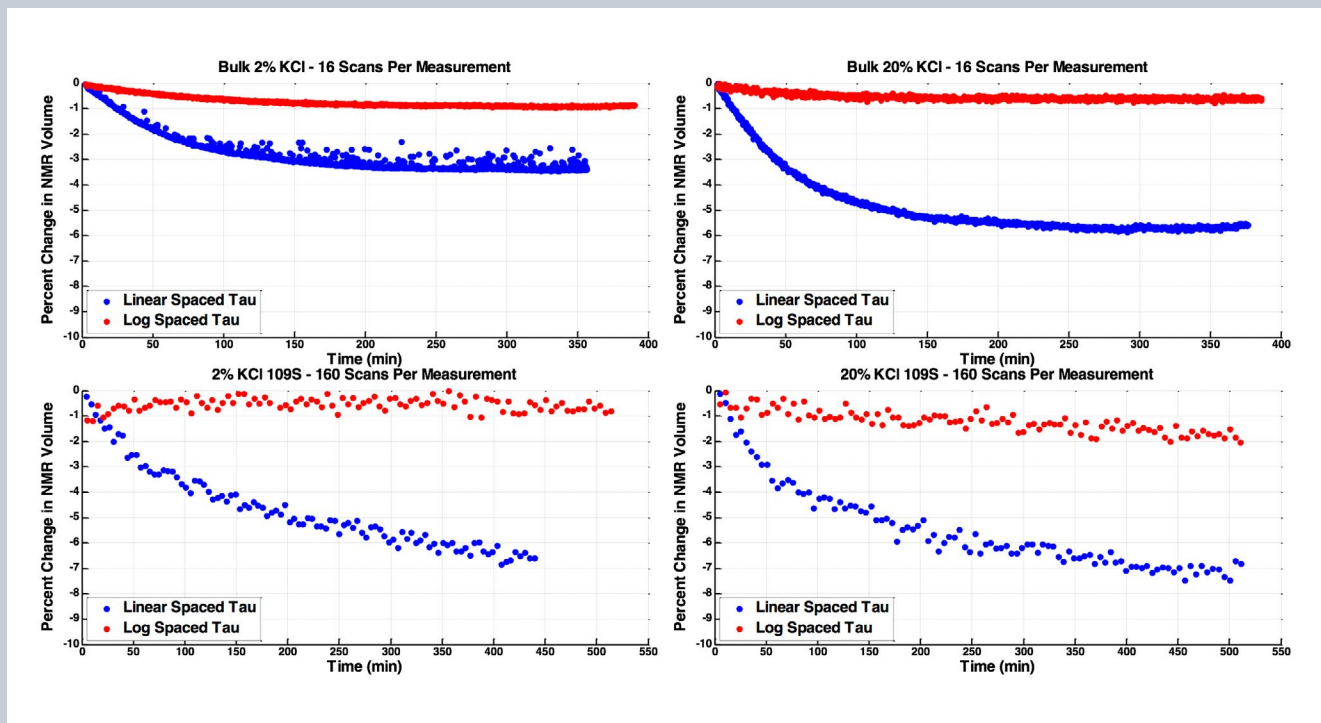 Bulk 2% KCl - 16 Scans Per Measurement
Percent Change in NMR Volume
0
-1
-2
-3
-4
-5
-6
-7
-8
-9
-10
Linear Spaced Tau
Log Spaced Tau
0 50 100 150 200 250 300 350 400
Time (min)
Bulk 20% KCl - 16 Scans Per Measurement
Percent Change in NMR Volume
0
-1
-2
-3
-4
-5
-6
-7
-8
-9
-10
Linear Spaced Tau
Log Spaced Tau
0 50 100 150 200 250 300 350 400
Time (min)
2% KCl 109S - 160 Scans Per Measurement
Percent Change in NMR Volume
0
-1
-2
-3
-4
-5
-6
-7
-8
-9
-10
Linear Spaced Tau
Log Spaced Tau
0 50 100 150 200 250 300 350 400 450 500 550
Time (min)
20% KCl 109S - 160 Scans Per Measurement
Percent Change in NMR Volume
0
-1
-2
-3
-4
-5
-6
-7
-8
-9
-10
Linear Spaced Tau
Log Spaced Tau
0 50 100 150 200 250 300 350 400 450 500 550
Time (min)